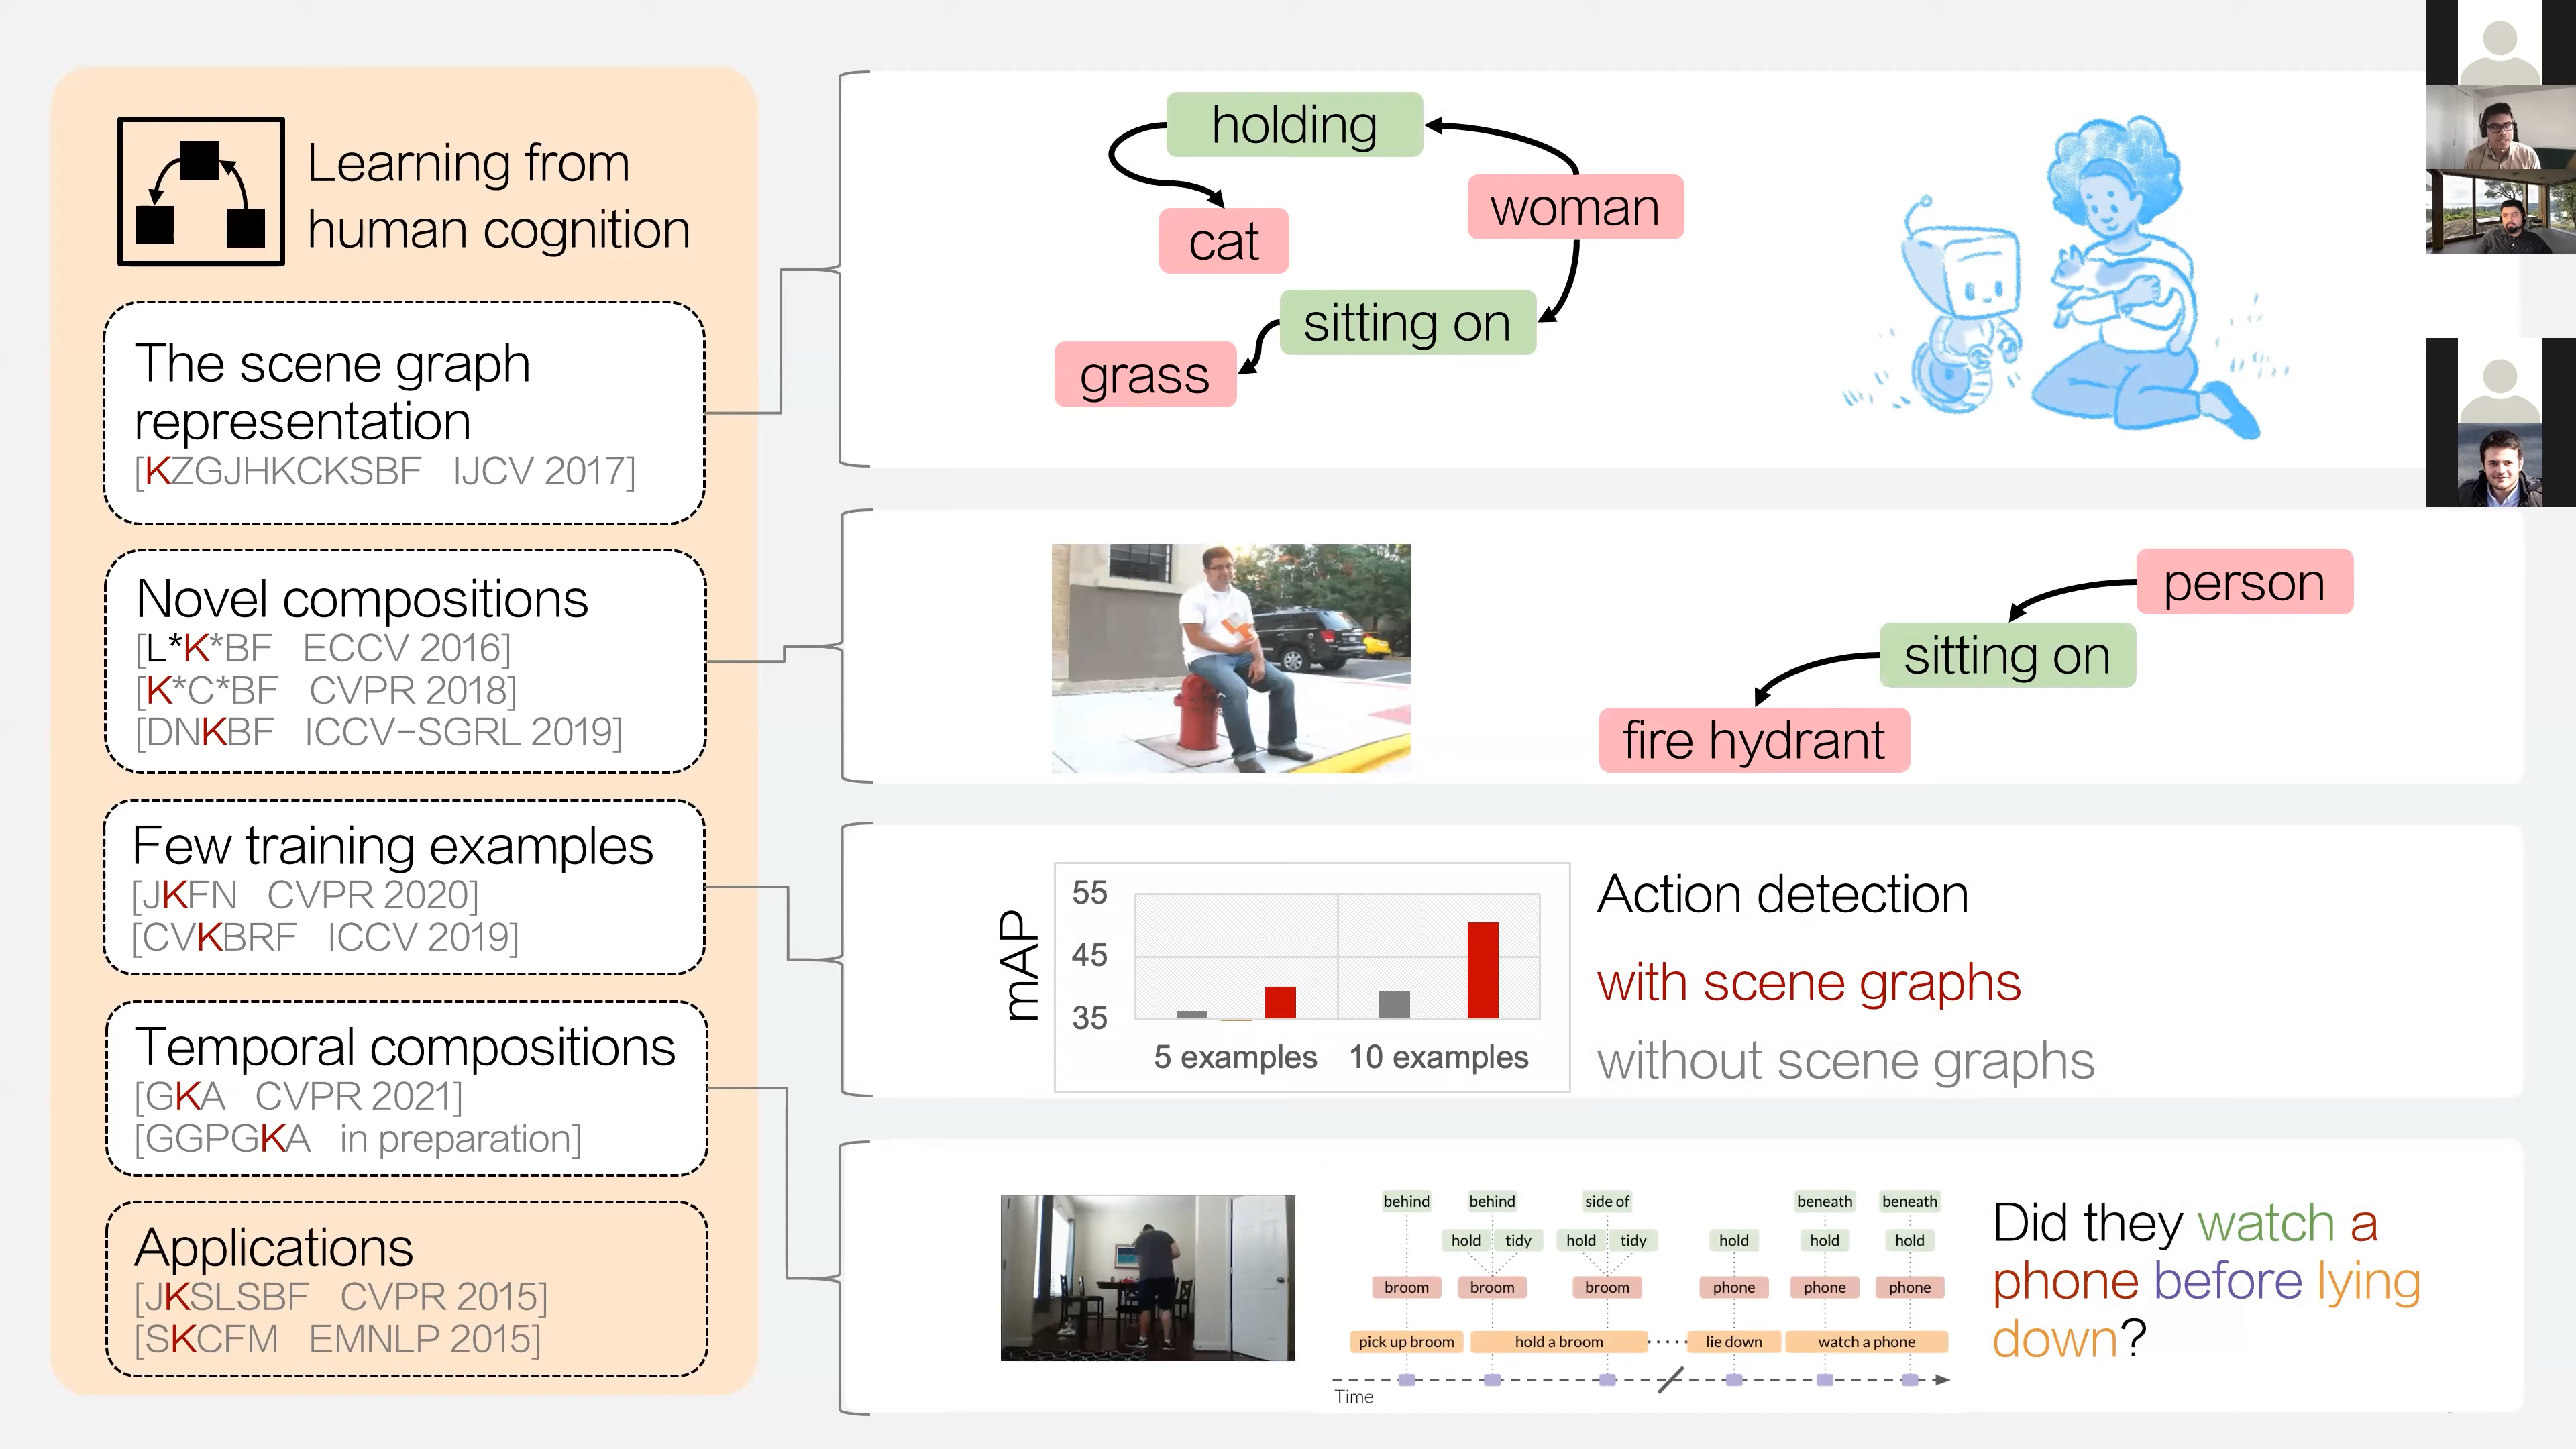 Learning from
human cognition
The scene graph
representation
[KZGJHKCKSBF IJCV 2017]
Novel compositions
[L*K*BF ECCV 2016]
[K*C*BF CVPR 2018]
[DNKBF ICCV-SGRL 2019]
Few training examples
[JKFN CVPR 2020]
[CVKBRF ICCV 2019]
Temporal compositions
[GKA CVPR 2021]
[GGPGKA in preparation]
Applications
[JKSLSBF CVPR 2015]
[SKCFM EMNLP 2015]
holding
woman
cat
sitting on
grass
person
sitting on
fire hydrant
mAP
55
45
35
5 examples 10 examples
Action detection
with scene graphs
without scene graphs
behind behind side of beneath beneath
hold tidy hold tidy hold hold hold
broom broom broom phone phone phone
pick up broom hold a broom lie down watch a phone
Time
Did they watch a
phone before lying
down?